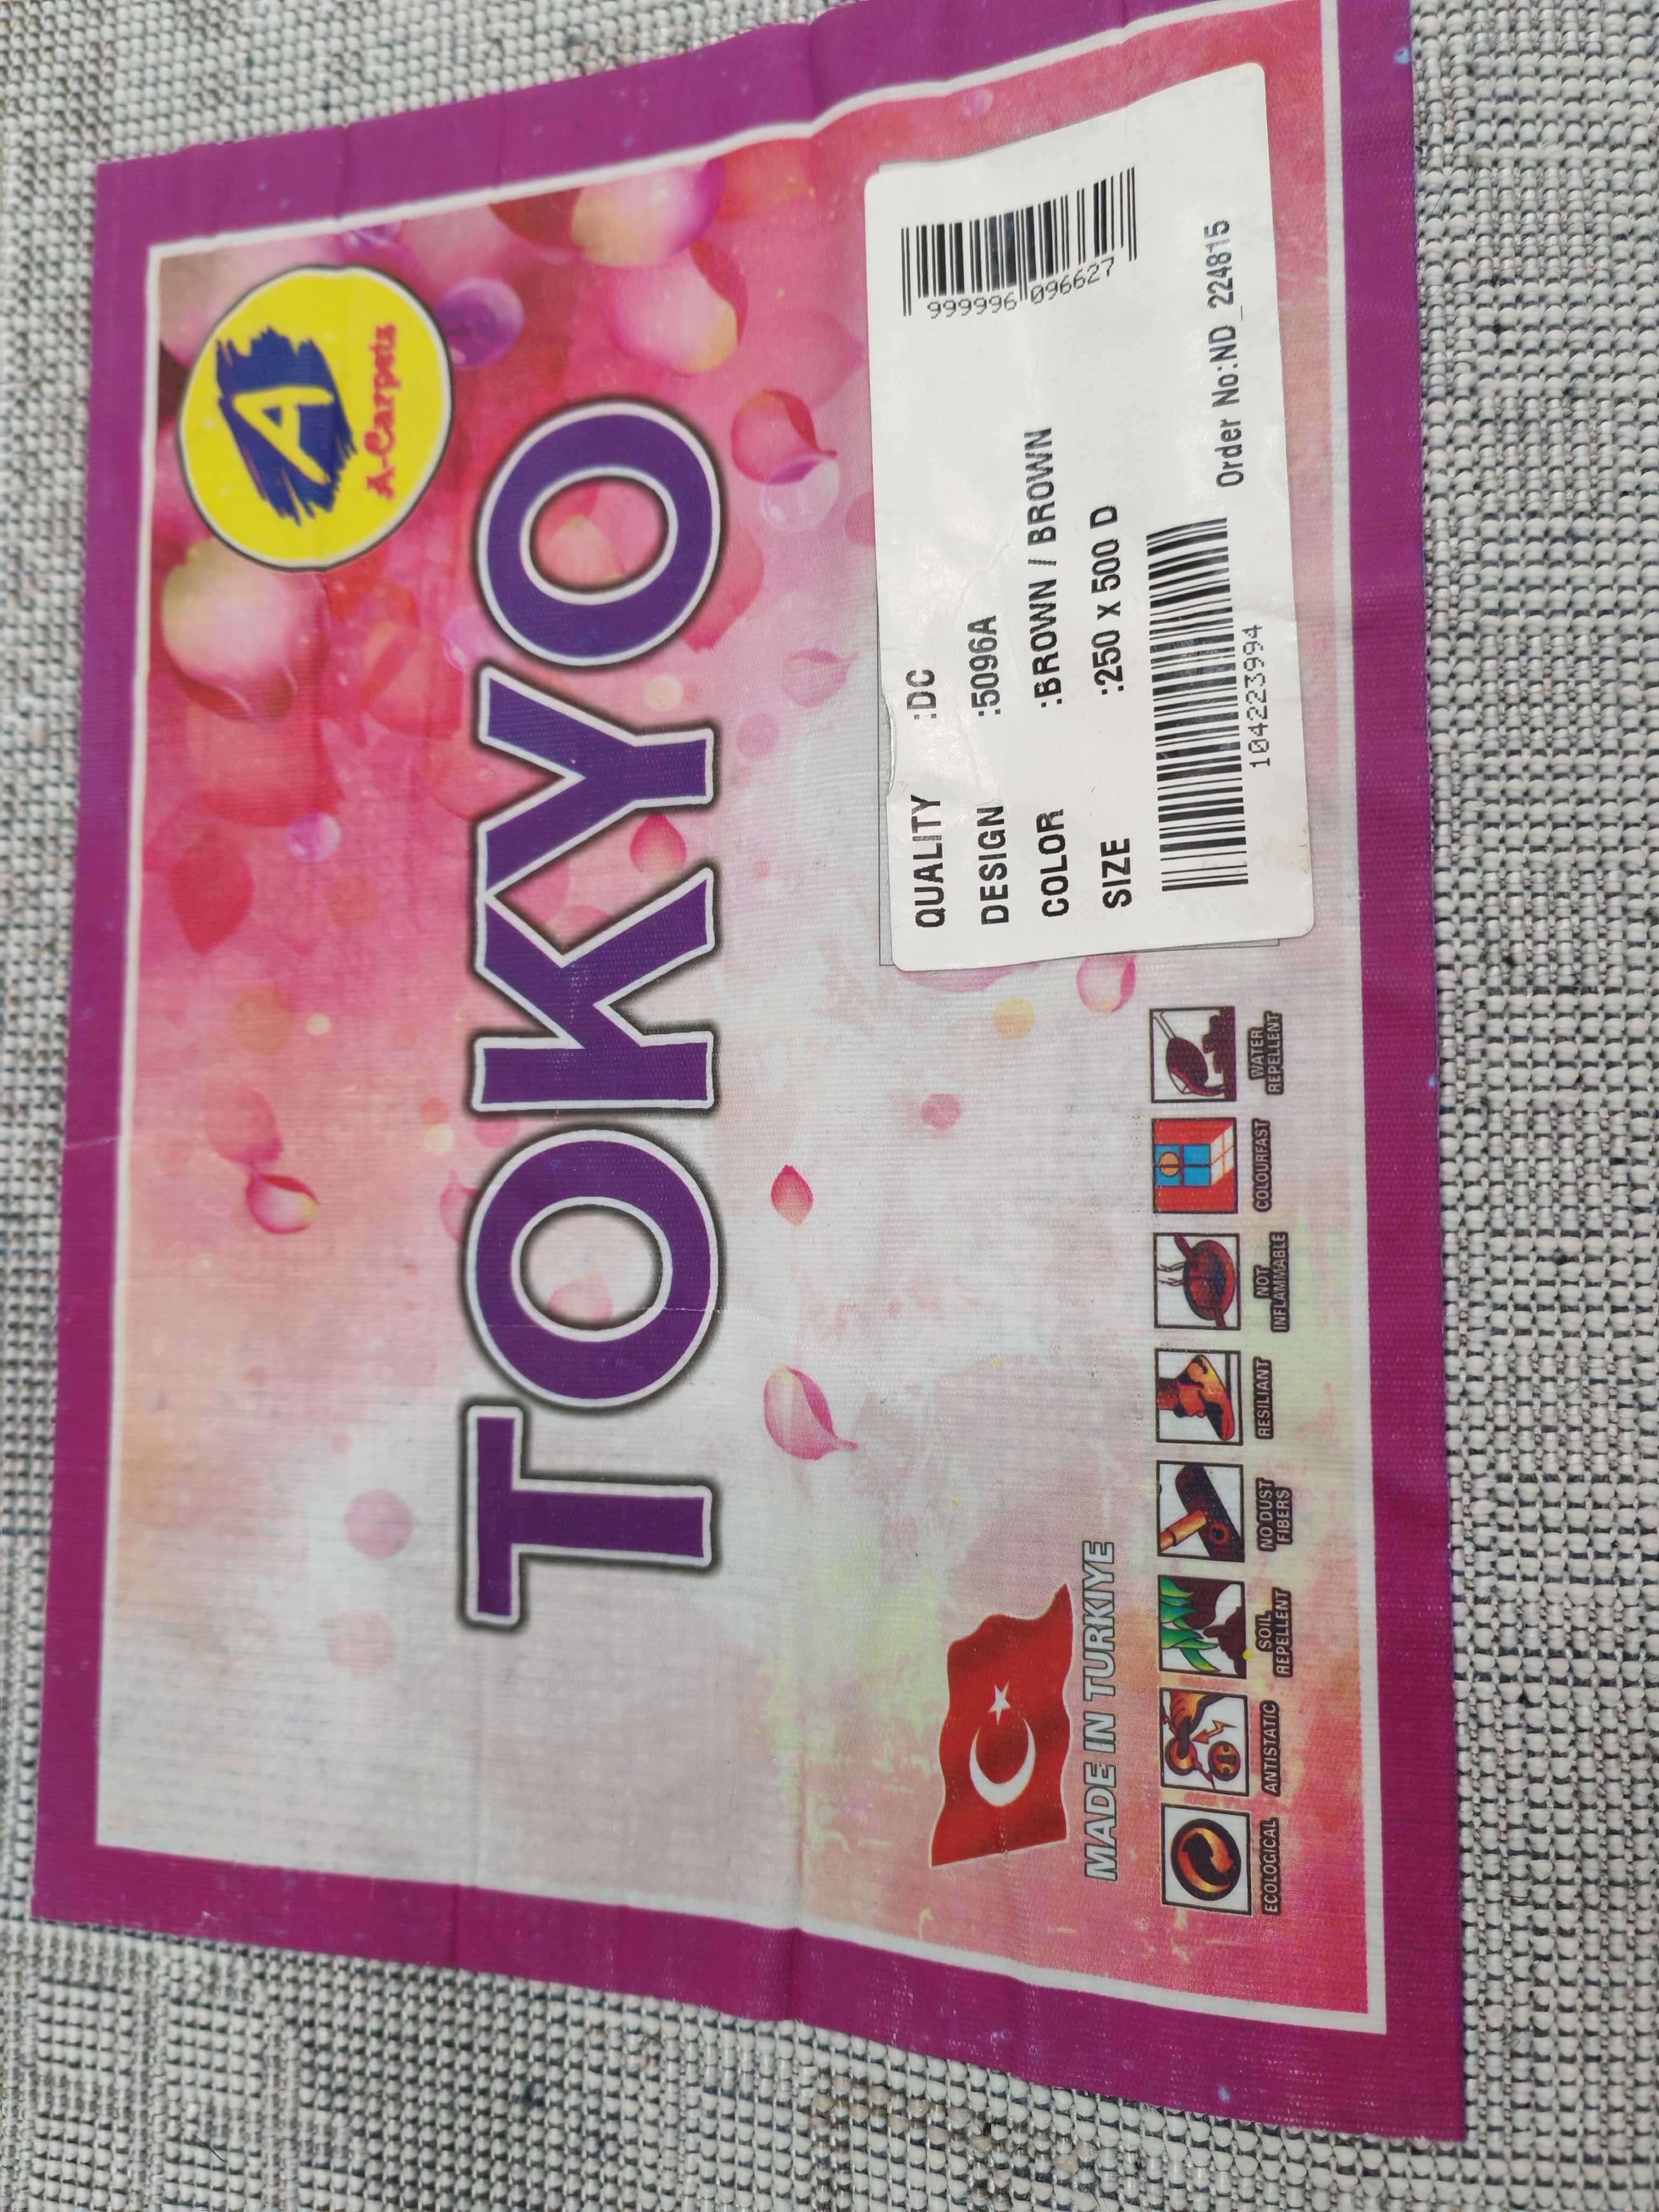 A
A-Carpets
TOKYO
QUALITY :DC
DESIGN :5096A
COLOR :BROWN / BROWN
SIZE :250 X 500 D
999996 096627
104223994
Order No:ND_224815
MADE IN TURKIYE
ECOLOGICAL
ANTISTATIC
SOIL
REPELLENT
NO DUST
FIBERS
RESILIANT
NOT
INFLAMMABLE
COLOURFAST
WATER
REPELLENT